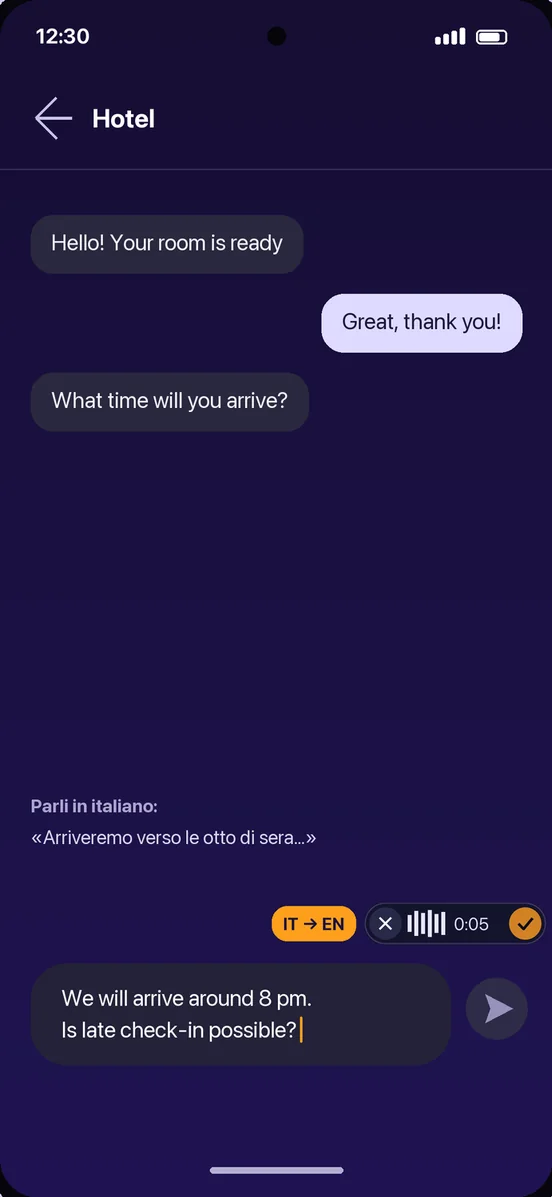 12:30
Hotel
Hello! Your room is ready
Great, thank you!
What time will you arrive?
Parli in italiano:
«Arriveremo verso le otto di sera...»
IT → EN
0:05
We will arrive around 8 pm.
Is late check-in possible?